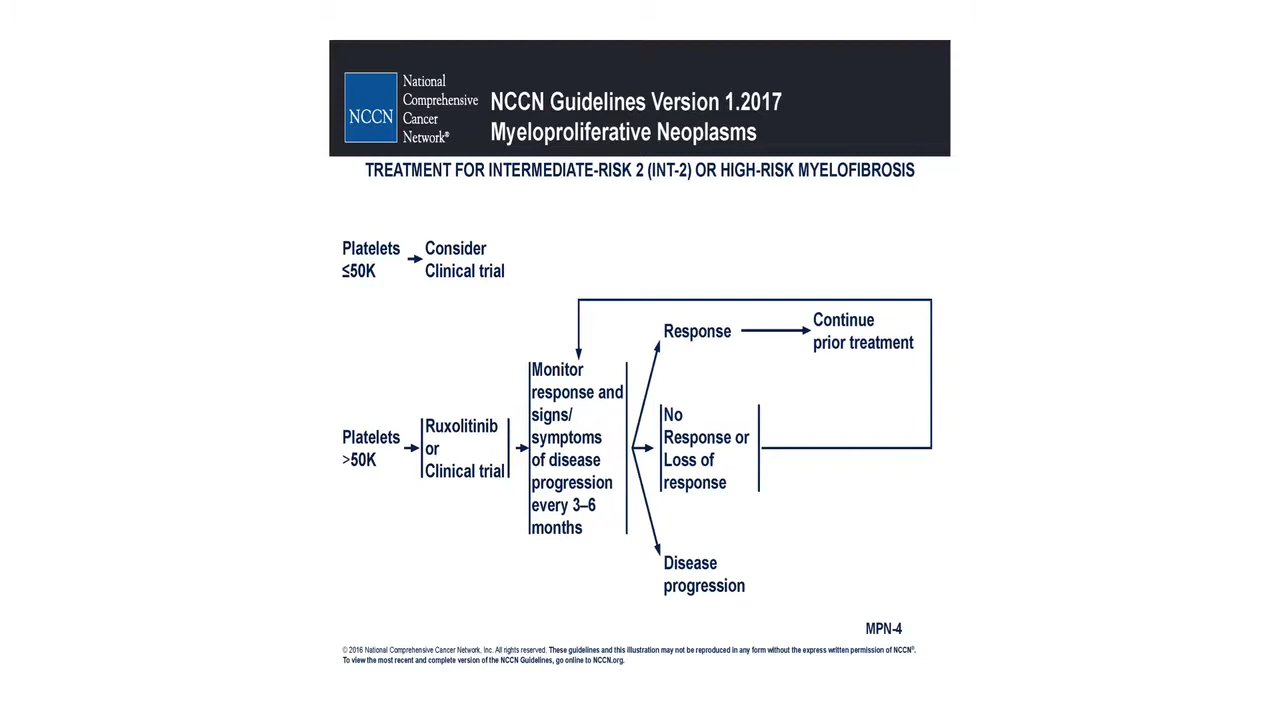 National
Comprehensive
Cancer
Network®
NCCN
NCCN Guidelines Version 1.2017
Myeloproliferative Neoplasms
TREATMENT FOR INTERMEDIATE-RISK 2 (INT-2) OR HIGH-RISK MYELOFIBROSIS
Platelets
≤50K
Consider
Clinical trial
Platelets
>50K
Ruxolitinib
or
Clinical trial
Monitor
response and
signs/
symptoms
of disease
progression
every 3–6
months
Response
Continue
prior treatment
No
Response or
Loss of
response
Disease
progression
MPN-4
© 2016 National Comprehensive Cancer Network, Inc. All rights reserved. These guidelines and this illustration may not be reproduced in any form without the express written permission of NCCN®.
To view the most recent and complete version of the NCCN Guidelines, go online to NCCN.org.